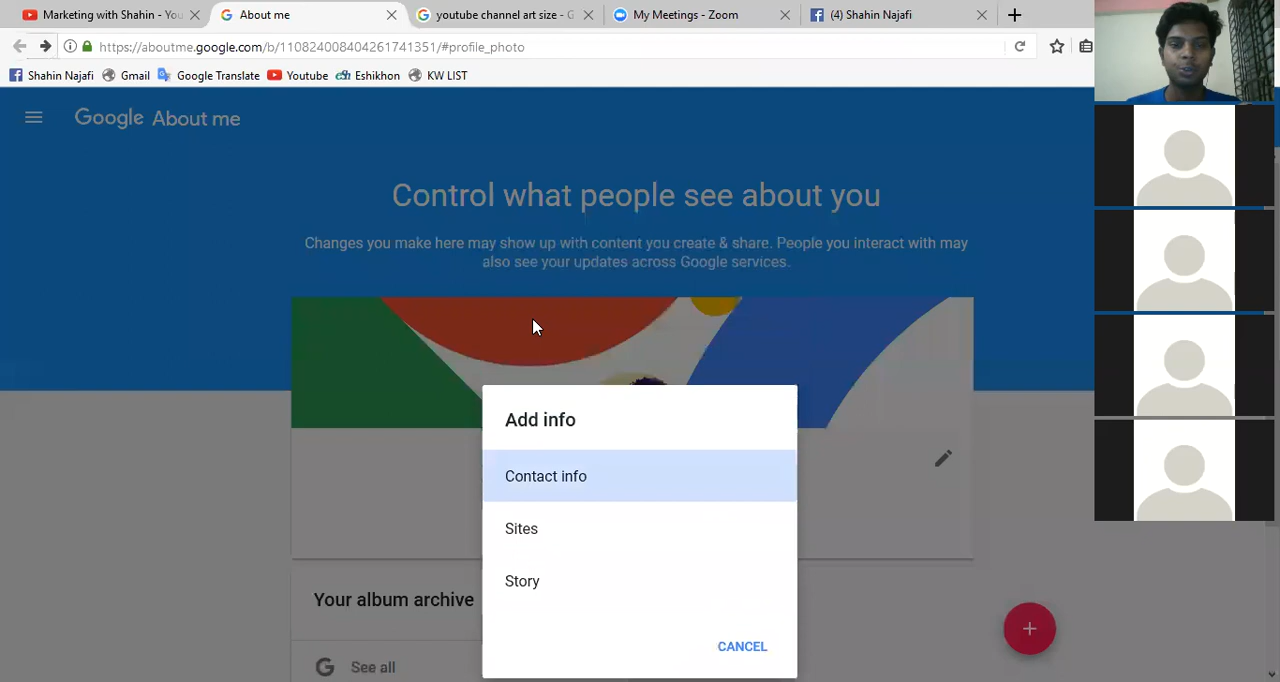 Marketing with Shahin - You
About me
youtube channel art size - G
My Meetings - Zoom
(4) Shahin Najafi
https://aboutme.google.com/b/110824008404261741351/#profile_photo
Shahin Najafi
Gmail
Google Translate
Youtube
Eshikhon
KW LIST
Google About me
Control what people see about you
Changes you make here may show up with content you create & share. People you interact with may
also see your updates across Google services.
Add info
Contact info
Sites
Story
CANCEL
Your album archive
See all